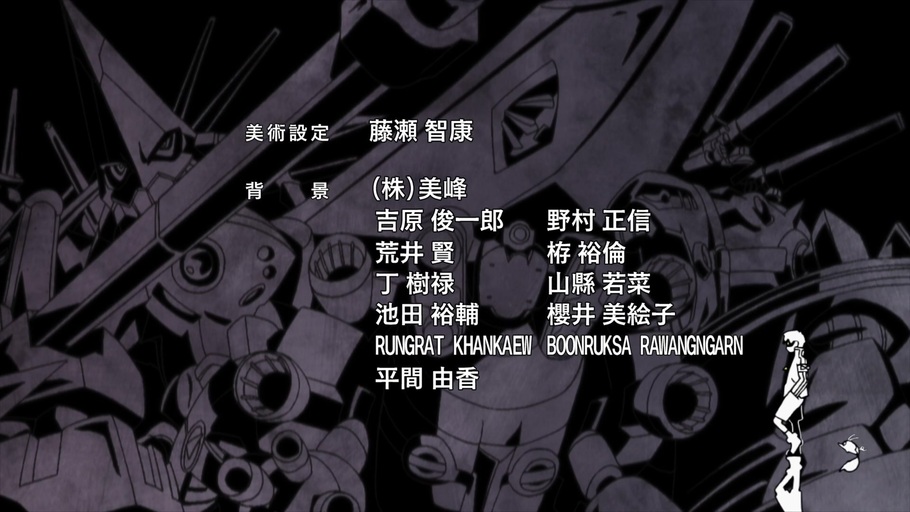 美術設定 藤瀬 智康
背 景 (株)美峰
吉原 俊一郎 野村 正信
荒井 賢 栫 裕倫
丁 樹禄 山縣 若菜
池田 裕輔 櫻井 美絵子
RUNGRAT KHANKAEW BOONRUKSA RAWANGNGARN
平間 由香